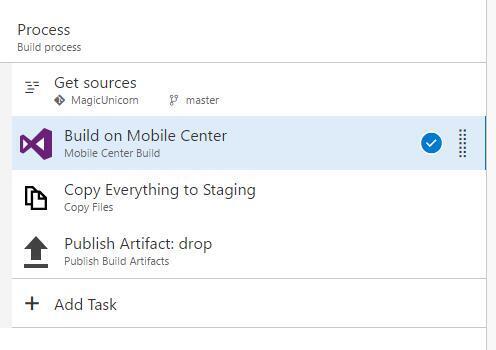 Process
Build process
Get sources
MagicUnicorn master
Build on Mobile Center
Mobile Center Build
Copy Everything to Staging
Copy Files
Publish Artifact: drop
Publish Build Artifacts
+ Add Task